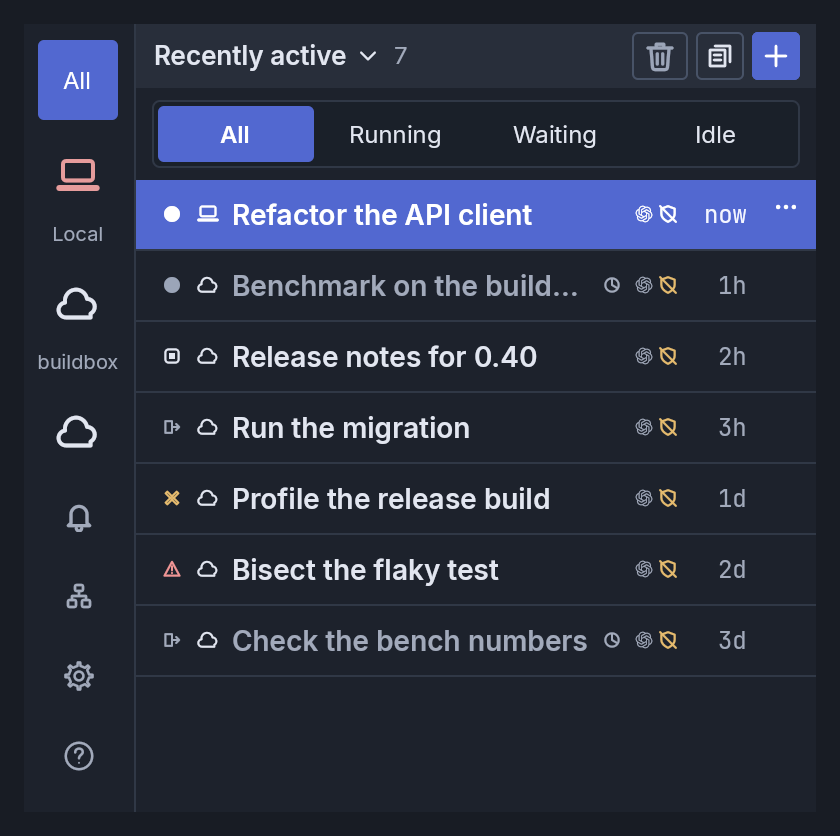 All
Local
buildbox
Recently active 7
All Running Waiting Idle
Refactor the API client now
Benchmark on the build... 1h
Release notes for 0.40 2h
Run the migration 3h
Profile the release build 1d
Bisect the flaky test 2d
Check the bench numbers 3d